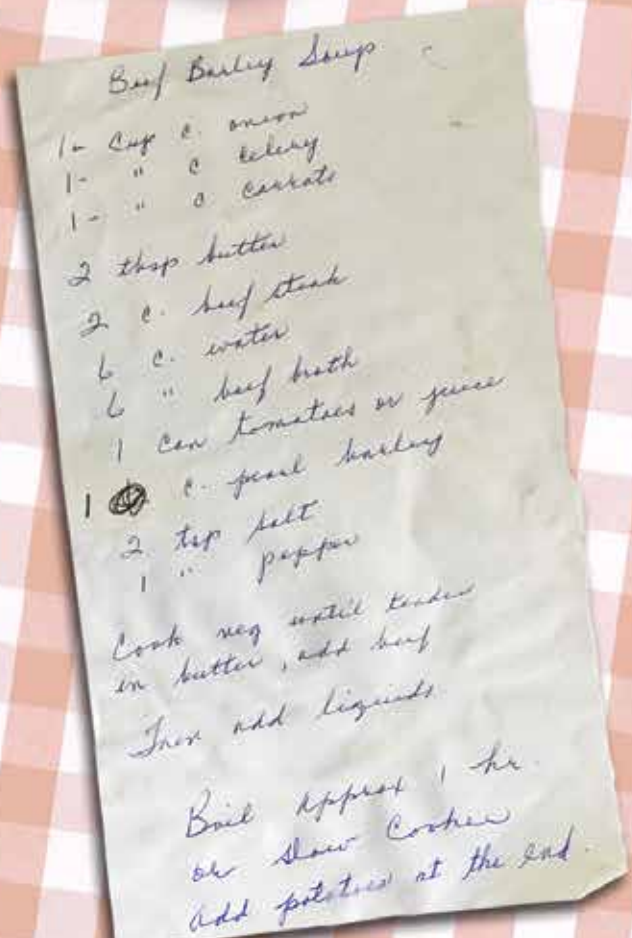 Beef Barley Soup
1- Cup c. onion
1- " c celery
1- " c carrots
2 tbsp butter
2 c. beef steak
6 c. water
6 " beef broth
1 can tomatoes or juice
1 c. pearl barley
2 tsp salt
1 " pepper
Cook veg until tender
in butter, add beef
Then add liquids.
Boil approx 1 hr.
or slow cooker
add potatoes at the end.